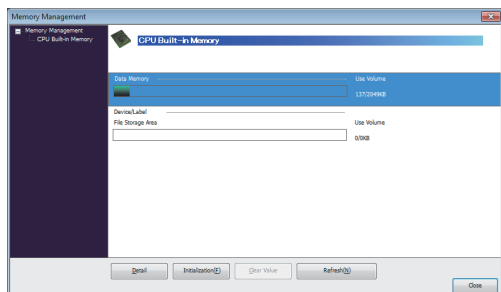 Memory Management
Memory Management
CPU Built-in Memory
CPU Built-in Memory
Data Memory
Use Volume
137/2049KB
Device/Label
File Storage Area
Use Volume
0/0KB
Detail
Initialization(F)
Clear Value
Refresh(N)
Close